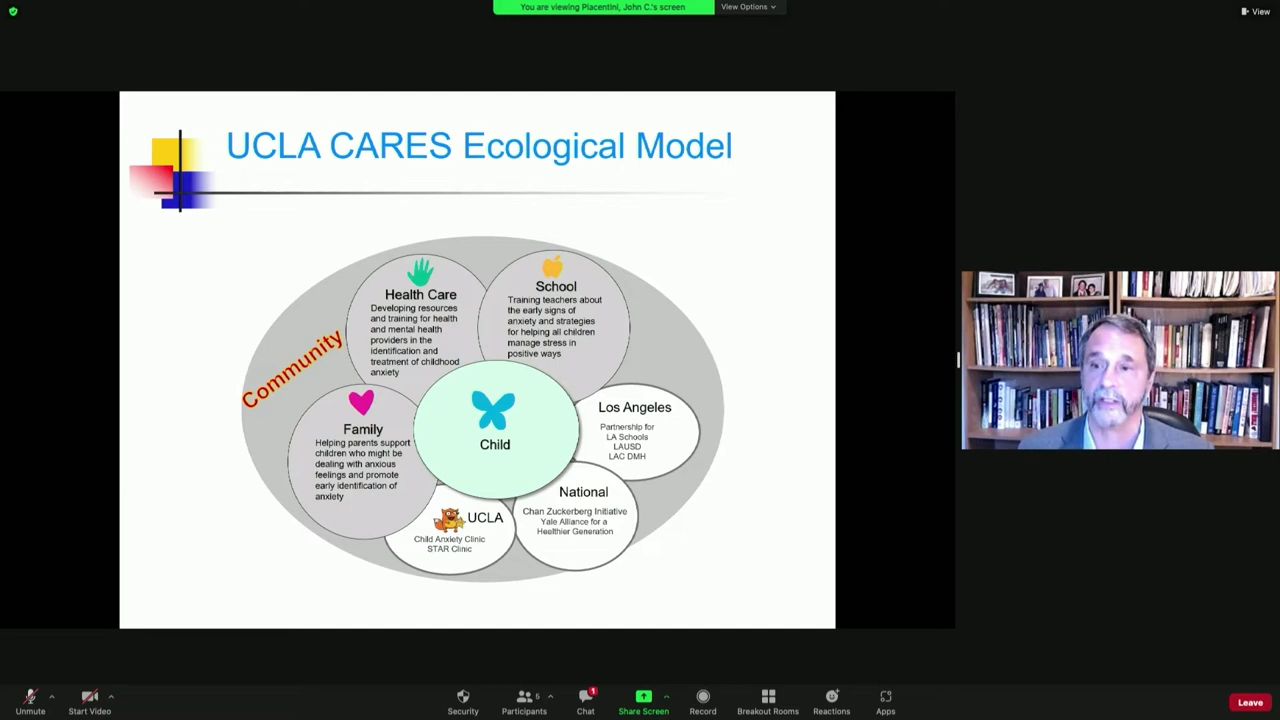 You are viewing Piacentini, John C.'s screen
View Options
View
UCLA CARES Ecological Model
Community
Health Care
Developing resources
and training for health
and mental health
providers in the
identification and
treatment of childhood
anxiety
School
Training teachers about
the early signs of
anxiety and strategies
for helping all children
manage stress in
positive ways
Family
Helping parents support
children who might be
dealing with anxious
feelings and promote
early identification of
anxiety
Child
Los Angeles
Partnership for
LA Schools
LAUSD
LAC DMH
National
Chan Zuckerberg Initiative
Yale Alliance for a
Healthier Generation
UCLA
Child Anxiety Clinic
STAR Clinic
Unmute
Start Video
Security
5
Participants
1
Chat
Share Screen
Record
Breakout Rooms
Reactions
Apps
Leave